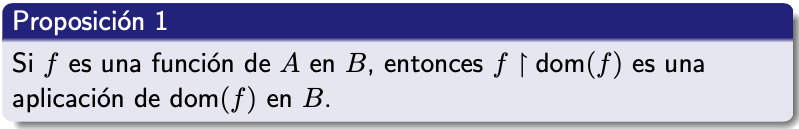 Proposición 1
Si f es una función de A en B, entonces f ↾ dom(f) es una
aplicación de dom(f) en B.